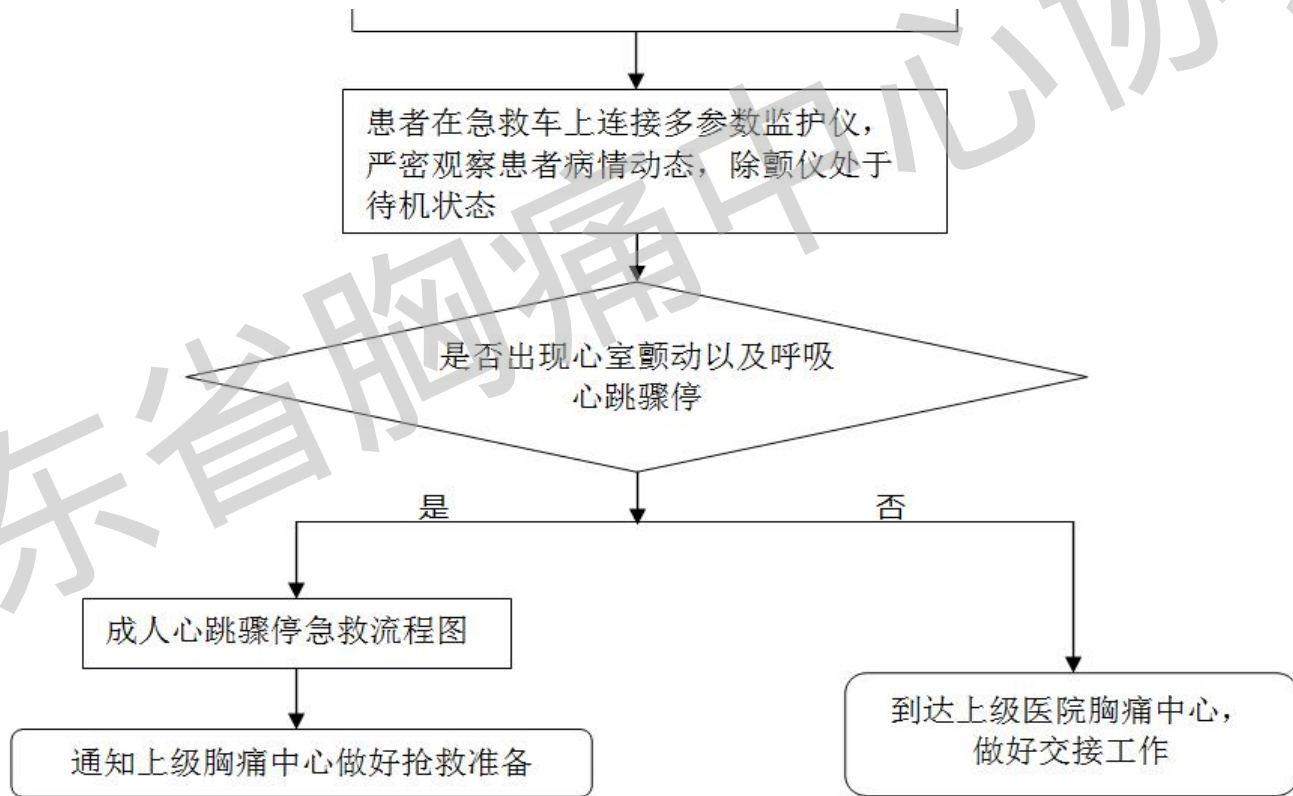 患者在急救车上连接多参数监护仪，
严密观察患者病情动态，除颤仪处于
待机状态
是否出现心室颤动以及呼吸
心跳骤停
是
否
成人心跳骤停急救流程图
通知上级胸痛中心做好抢救准备
到达上级医院胸痛中心，
做好交接工作
东省胸痛中心协